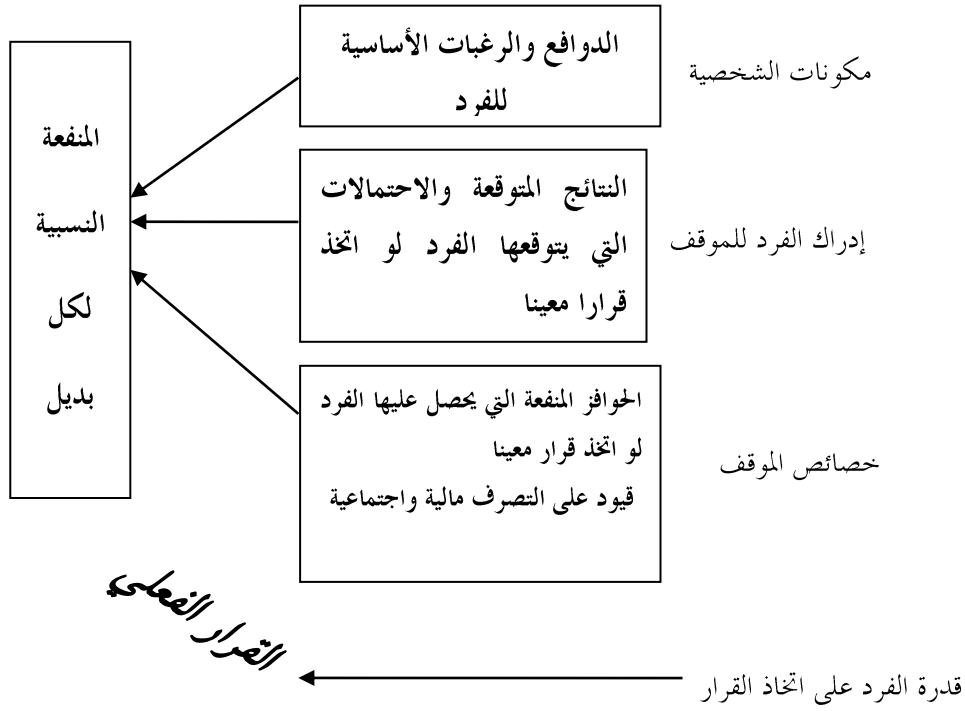 مكونات الشخصية
الدوافع والرغبات الأساسية
للفرد
إدراك الفرد للموقف
النتائج المتوقعة والاحتمالات
التي يتوقعها الفرد لو اتخذ
قرارا معينا
خصائص الموقف
الحوافز المنفعة التي يحصل عليها الفرد
لو اتخذ قرار معينا
قيود على التصرف مالية واجتماعية
المنفعة
النسبية
لكل
بديل
قدرة الفرد على اتخاذ القرار
القرار الفعلي